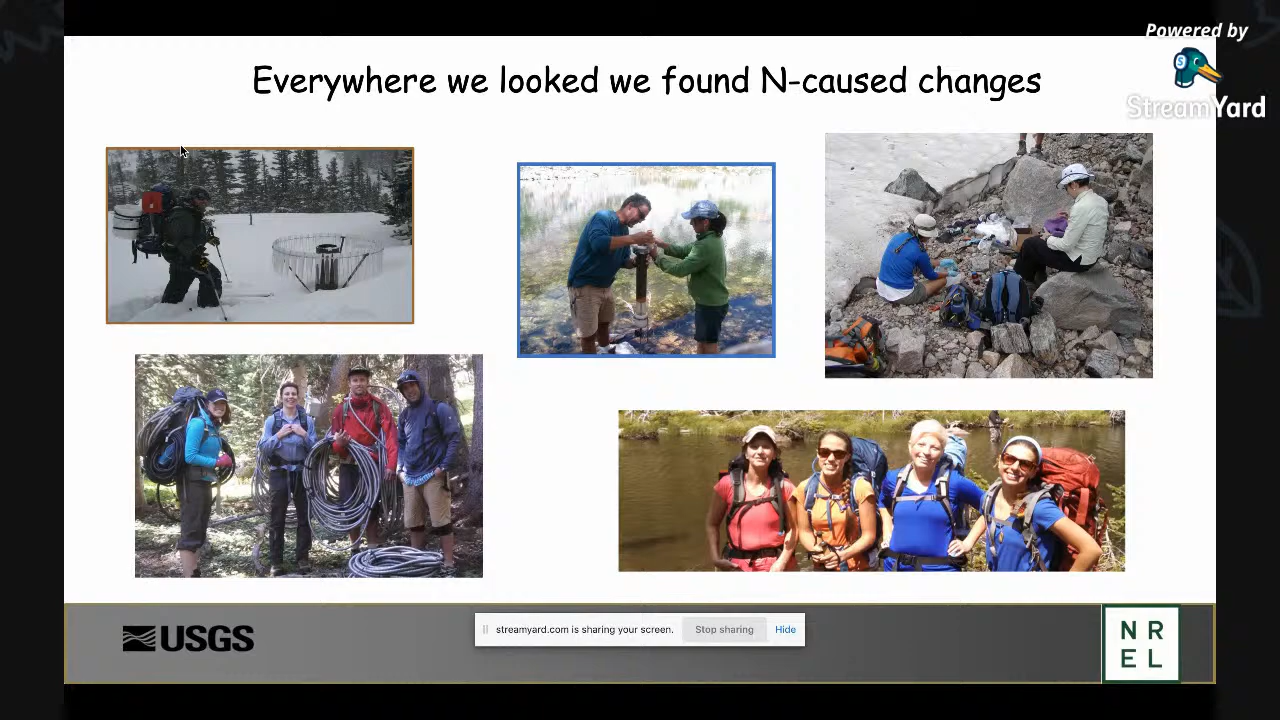 Powered by
StreamYard
Everywhere we looked we found N-caused changes
USGS
streamyard.com is sharing your screen.
Stop sharing
Hide
N R
E L